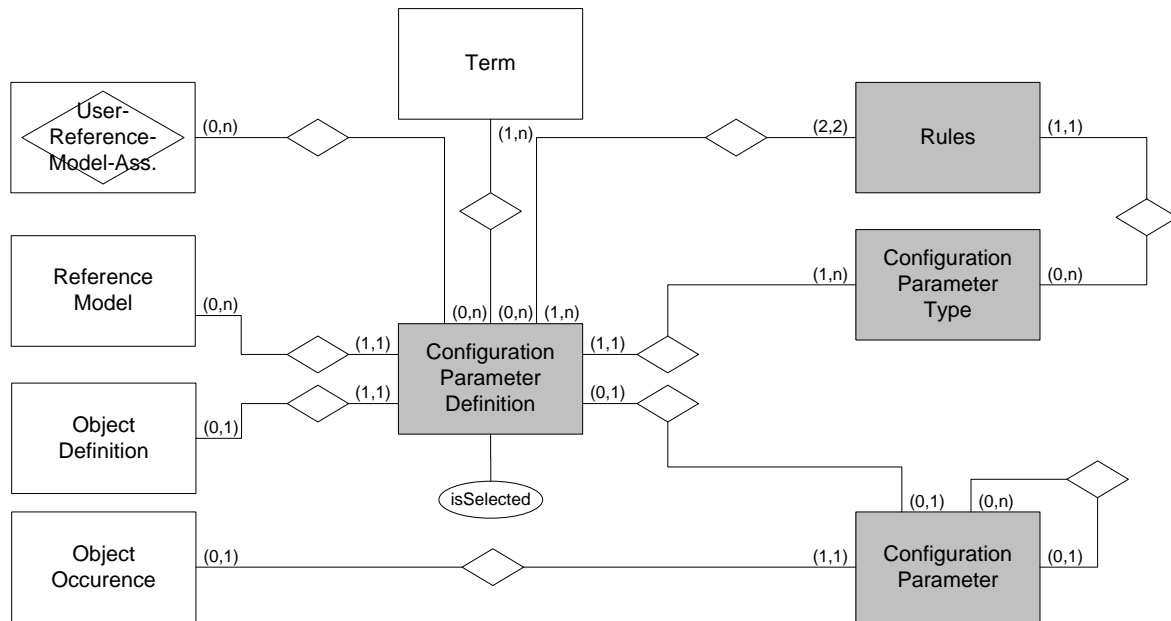 Term
User-
Reference-
Model-Ass.
(0,n)
(1,n)
(2,2)
Rules
(1,1)
Reference
Model
(0,n)
(1,n)
Configuration
Parameter
Type
(0,n)
(0,n)
(0,n)
(1,n)
(1,1)
Configuration
Parameter
Definition
(1,1)
(1,1)
(0,1)
Object
Definition
(0,1)
isSelected
(0,1)
(0,n)
Object
Occurence
(0,1)
(1,1)
Configuration
Parameter
(0,1)